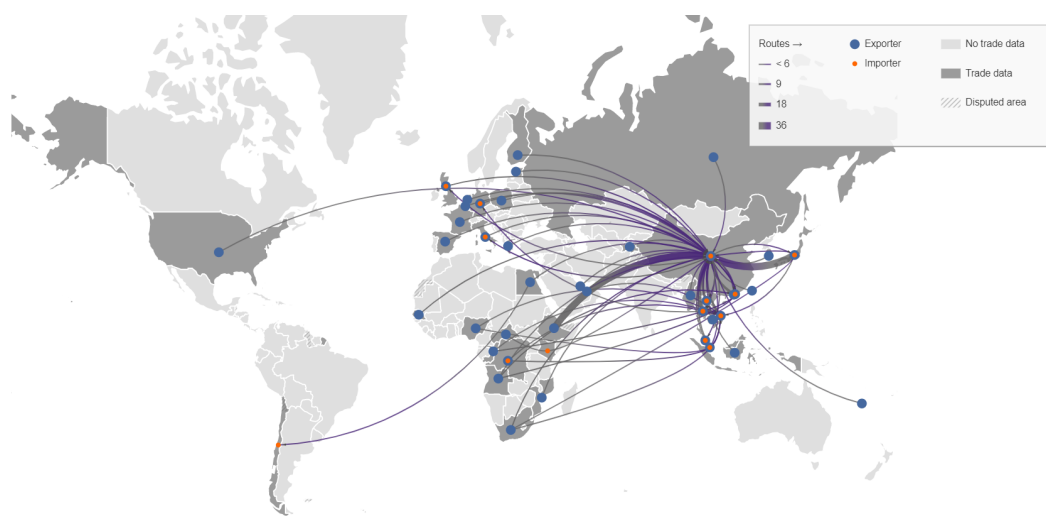 Routes →
< 6
9
18
36
Exporter
Importer
No trade data
Trade data
Disputed area